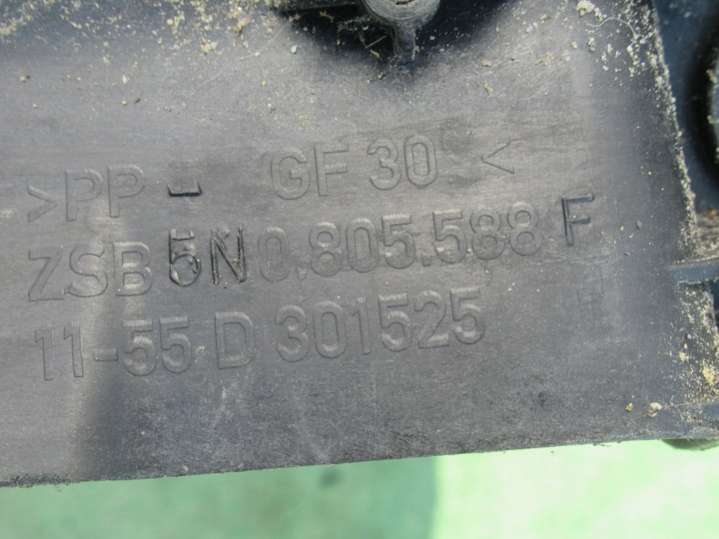 >PP- GF 30 <
ZSB 5N0.805.588 F
11-55 D 301525